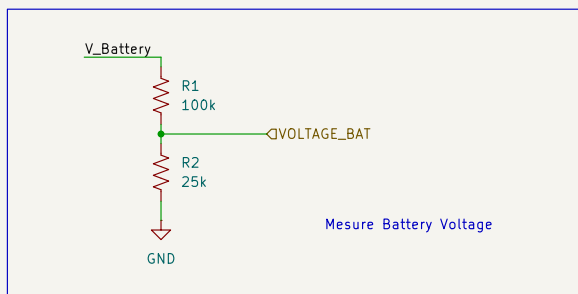 V_Battery
R1
100k
VOLTAGE_BAT
R2
25k
Mesure Battery Voltage
GND